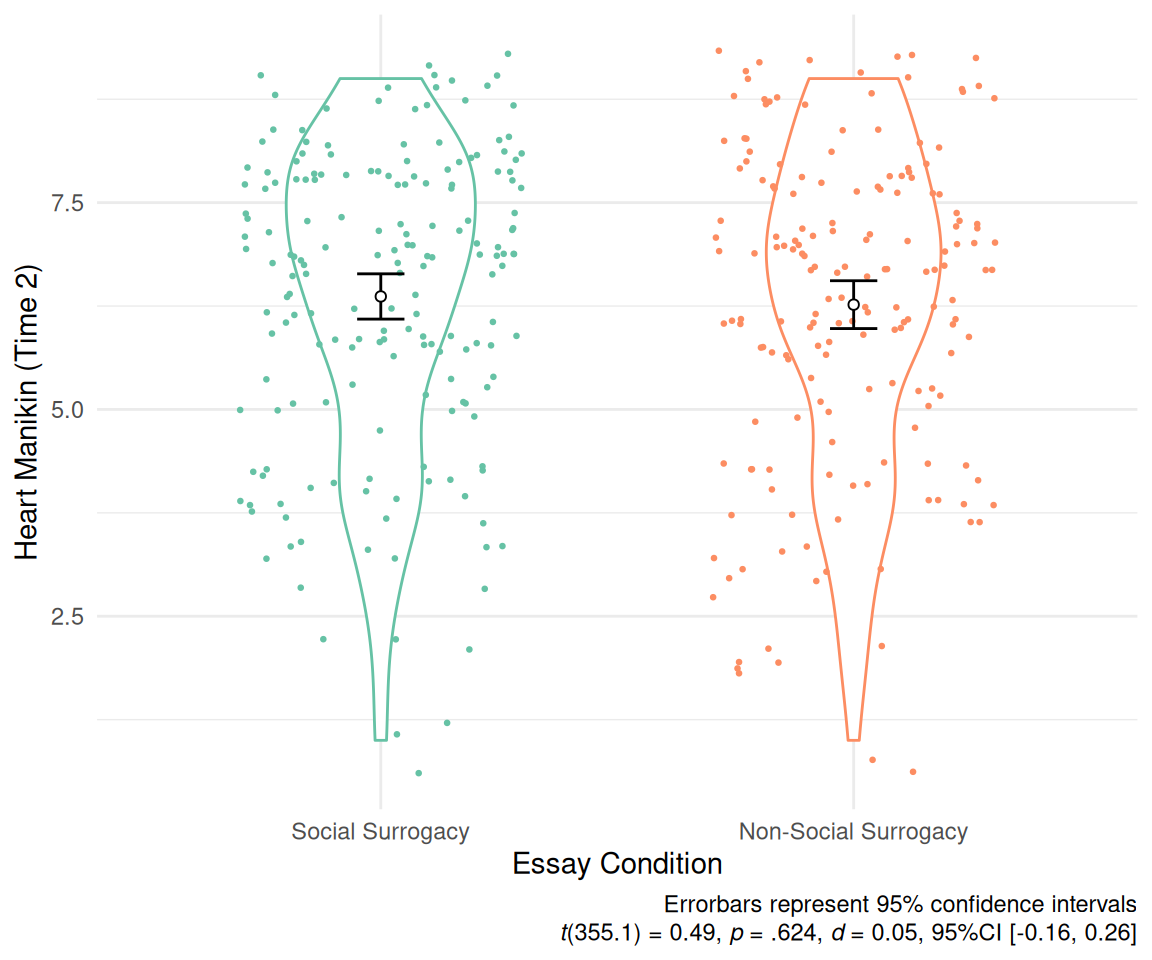 Heart Manikin (Time 2)
7.5
5.0
2.5
Social Surrogacy
Non-Social Surrogacy
Essay Condition
Errorbars represent 95% confidence intervals
t(355.1) = 0.49, p = .624, d = 0.05, 95%CI [-0.16, 0.26]